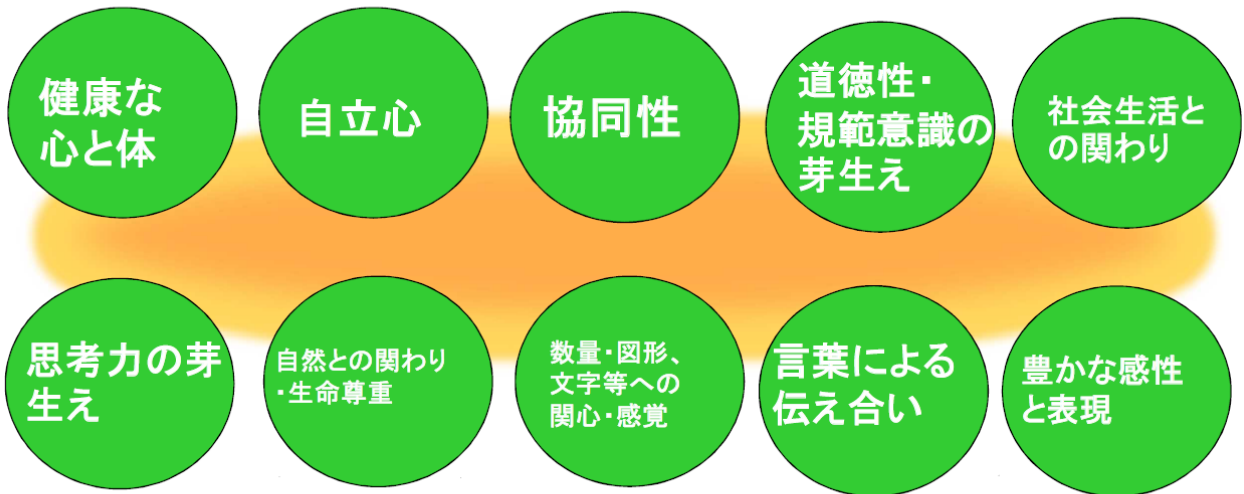 健康な
心と体
自立心
協同性
道徳性・
規範意識の
芽生え
社会生活と
の関わり
思考力の芽
生え
自然との関わり
・生命尊重
数量・図形、
文字等への
関心・感覚
言葉による
伝え合い
豊かな感性
と表現